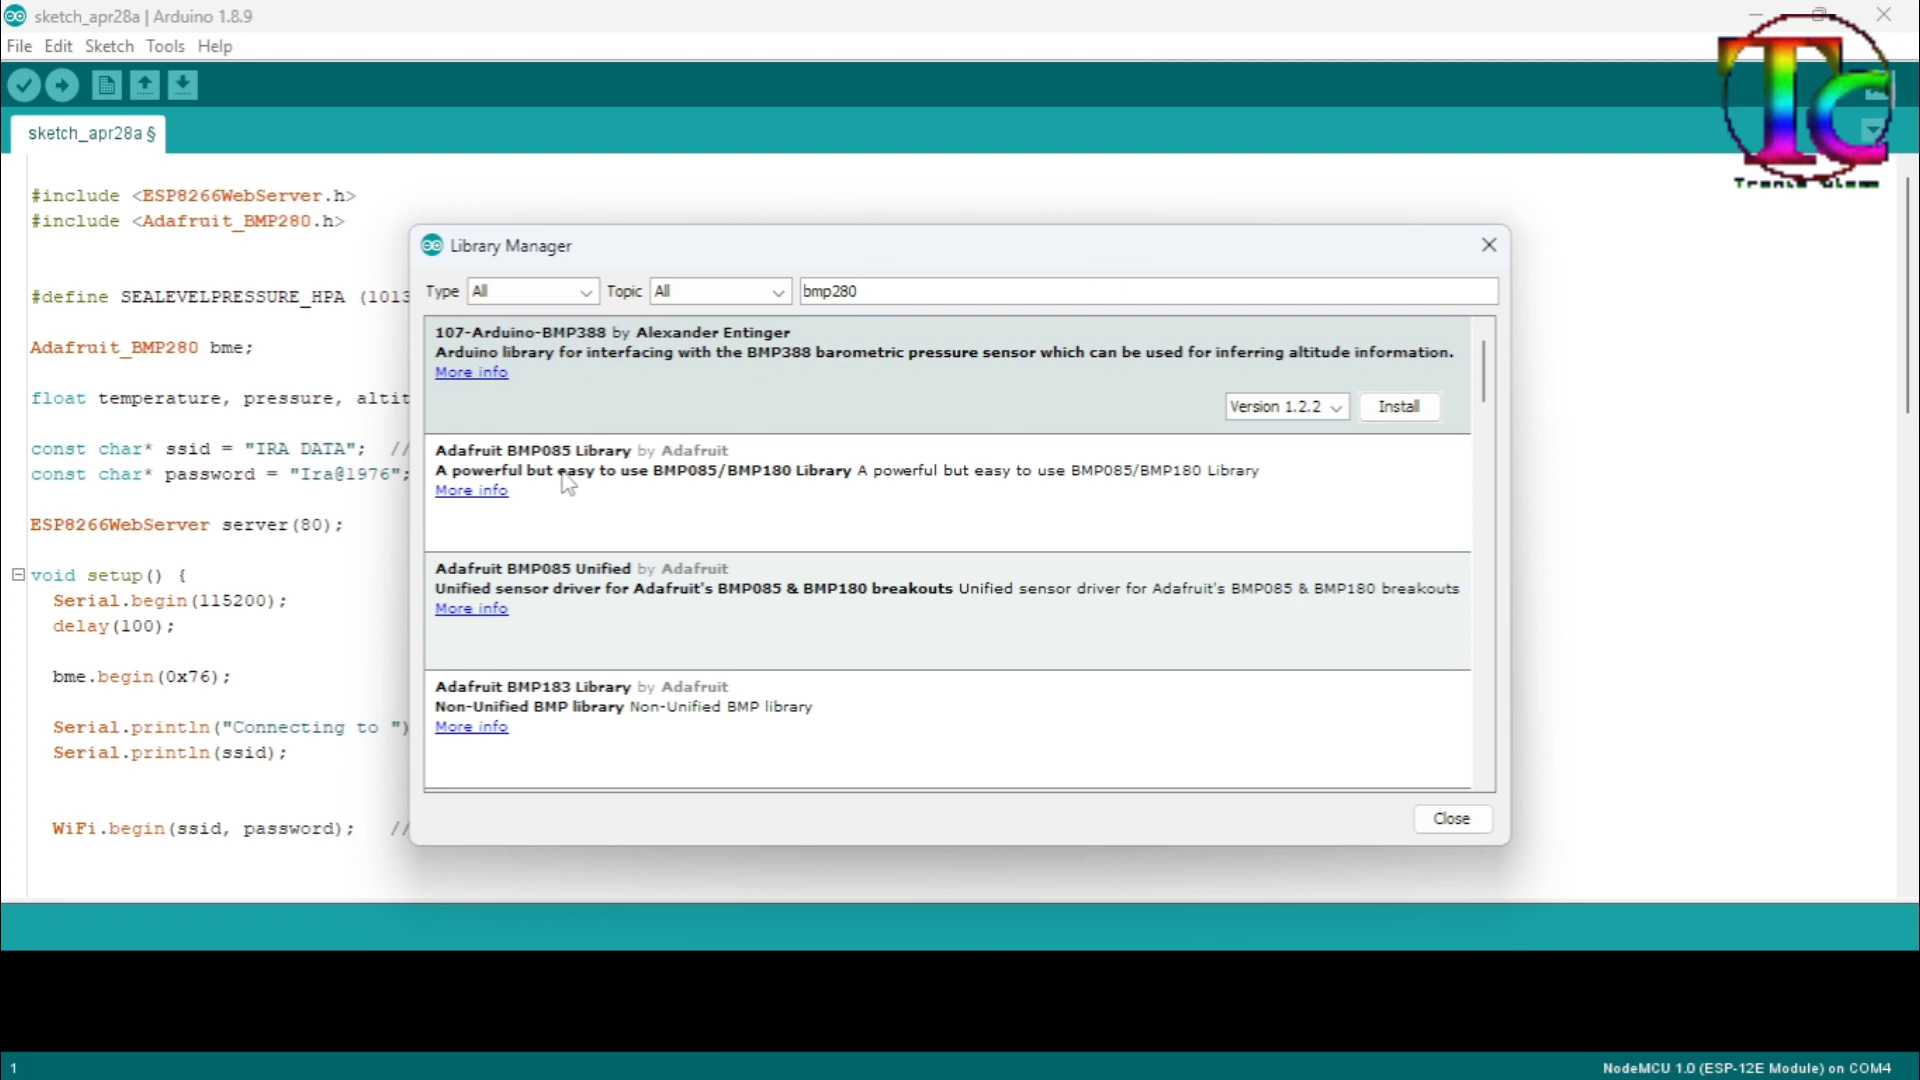 sketch_apr28a | Arduino 1.8.9
File Edit Sketch Tools Help
Tc
sketch_apr28a §
#include <ESP8266WebServer.h>
#include <Adafruit_BMP280.h>
#define SEALEVELPRESSURE_HPA (1013
Adafruit_BMP280 bme;
float temperature, pressure, altit
const char* ssid = "IRA DATA"; //
const char* password = "Ira@1976";
ESP8266WebServer server(80);
void setup() {
Serial.begin(115200);
delay(100);
bme.begin(0x76);
Serial.println("Connecting to ")
Serial.println(ssid);
WiFi.begin(ssid, password); //
Library Manager
Type All Topic All bmp280
107-Arduino-BMP388 by Alexander Entinger
Arduino library for interfacing with the BMP388 barometric pressure sensor which can be used for inferring altitude information.
More info
Version 1.2.2 Install
Adafruit BMP085 Library by Adafruit
A powerful but easy to use BMP085/BMP180 Library A powerful but easy to use BMP085/BMP180 Library
More info
Adafruit BMP085 Unified by Adafruit
Unified sensor driver for Adafruit's BMP085 & BMP180 breakouts Unified sensor driver for Adafruit's BMP085 & BMP180 breakouts
More info
Adafruit BMP183 Library by Adafruit
Non-Unified BMP library Non-Unified BMP library
More info
Close
1
NodeMCU 1.0 (ESP-12E Module) on COM4